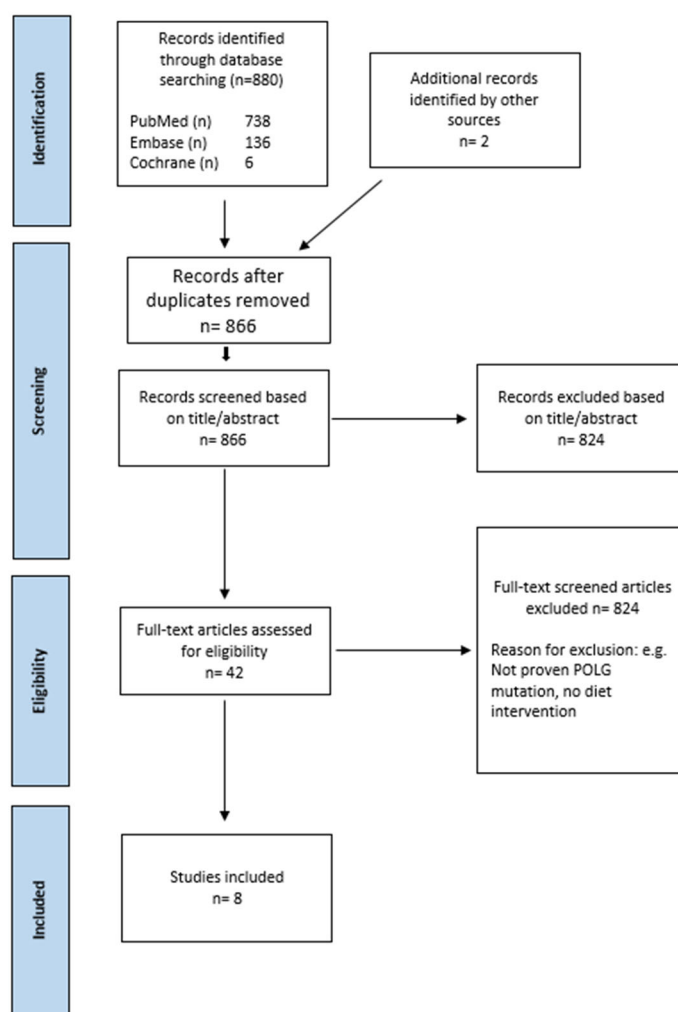 Identification
Records identified
through database
searching (n=880)
PubMed (n) 738
Embase (n) 136
Cochrane (n) 6
Additional records
identified by other
sources
n= 2
Screening
Records after
duplicates removed
n= 866
Records screened based
on title/abstract
n= 866
Records excluded based
on title/abstract
n= 824
Eligibility
Full-text articles assessed
for eligibility
n= 42
Full-text screened articles
excluded n= 824
Reason for exclusion: e.g.
Not proven POLG
mutation, no diet
intervention
Included
Studies included
n= 8